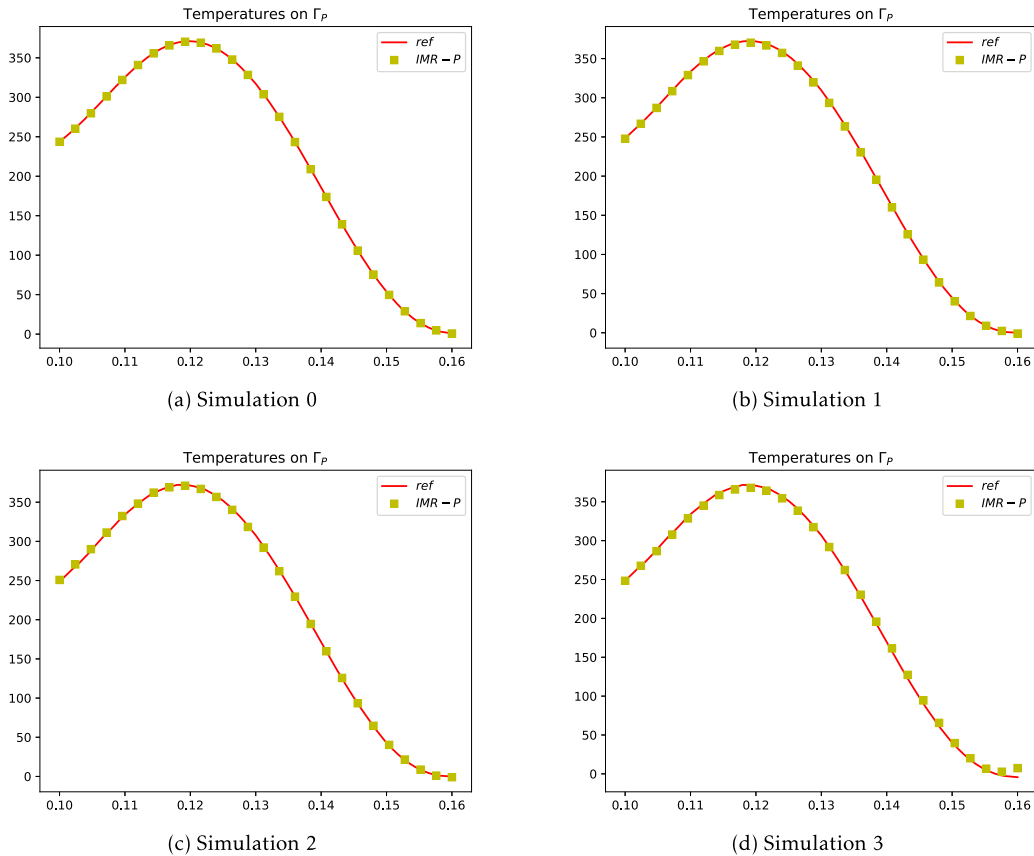 Temperatures on Γ_P
ref
IMR − P
350
300
250
200
150
100
50
0
0.10 0.11 0.12 0.13 0.14 0.15 0.16
(a) Simulation 0
Temperatures on Γ_P
ref
IMR − P
350
300
250
200
150
100
50
0
0.10 0.11 0.12 0.13 0.14 0.15 0.16
(b) Simulation 1
Temperatures on Γ_P
ref
IMR − P
350
300
250
200
150
100
50
0
0.10 0.11 0.12 0.13 0.14 0.15 0.16
(c) Simulation 2
Temperatures on Γ_P
ref
IMR − P
350
300
250
200
150
100
50
0
0.10 0.11 0.12 0.13 0.14 0.15 0.16
(d) Simulation 3